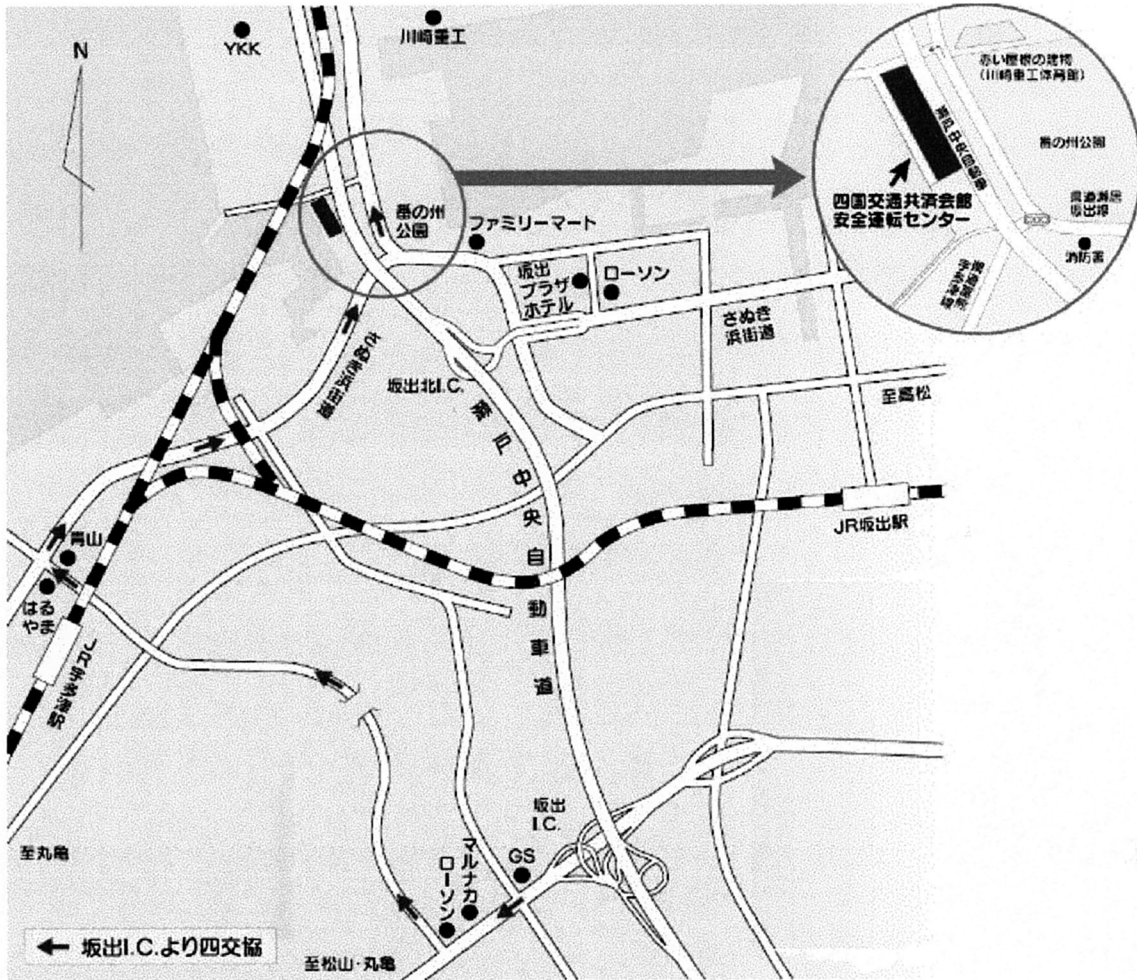 N
YKK
川崎重工
赤い屋根の建物
(川崎重工体育館)
瀬戸中央自動車
番の州公園
四国交通共済会館
安全運転センター
県道瀬居
坂出線
消防署
番の州
公園
ファミリーマート
坂出
プラザ
ホテル
ローソン
さぬき
浜街道
さぬき浜街道
坂出北I.C.
至高松
瀬戸中央自動車道
JR坂出駅
青山
はる
やま
JR宇多津駅
坂出
I.C.
至丸亀
GS
マルナカ
ローソン
坂出I.C.より四交協
至松山・丸亀